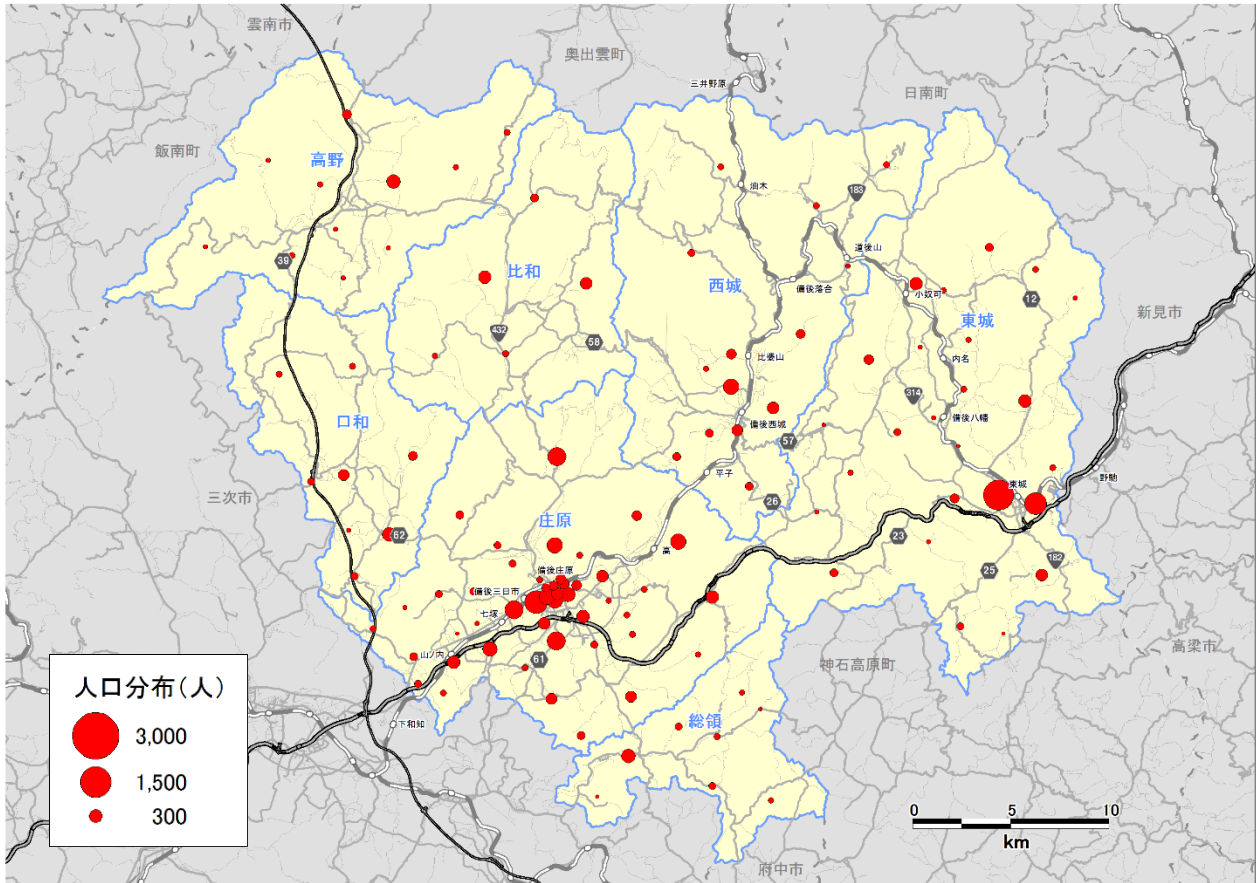 雲南市
奥出雲町
三井野原
日南町
飯南町
高野
油木
183
道後山
39
比和
西城
備後落合
小奴可
12
新見市
東城
432
58
比婆山
内名
314
口和
備後西城
備後八幡
57
平子
野馳
三次市
東城
26
庄原
62
高
23
182
備後庄原
25
備後三日市
七塚
山ノ内
61
神石高原町
高梁市
総領
下和知
府中市
人口分布(人)
3,000
1,500
300
0 5 10
km